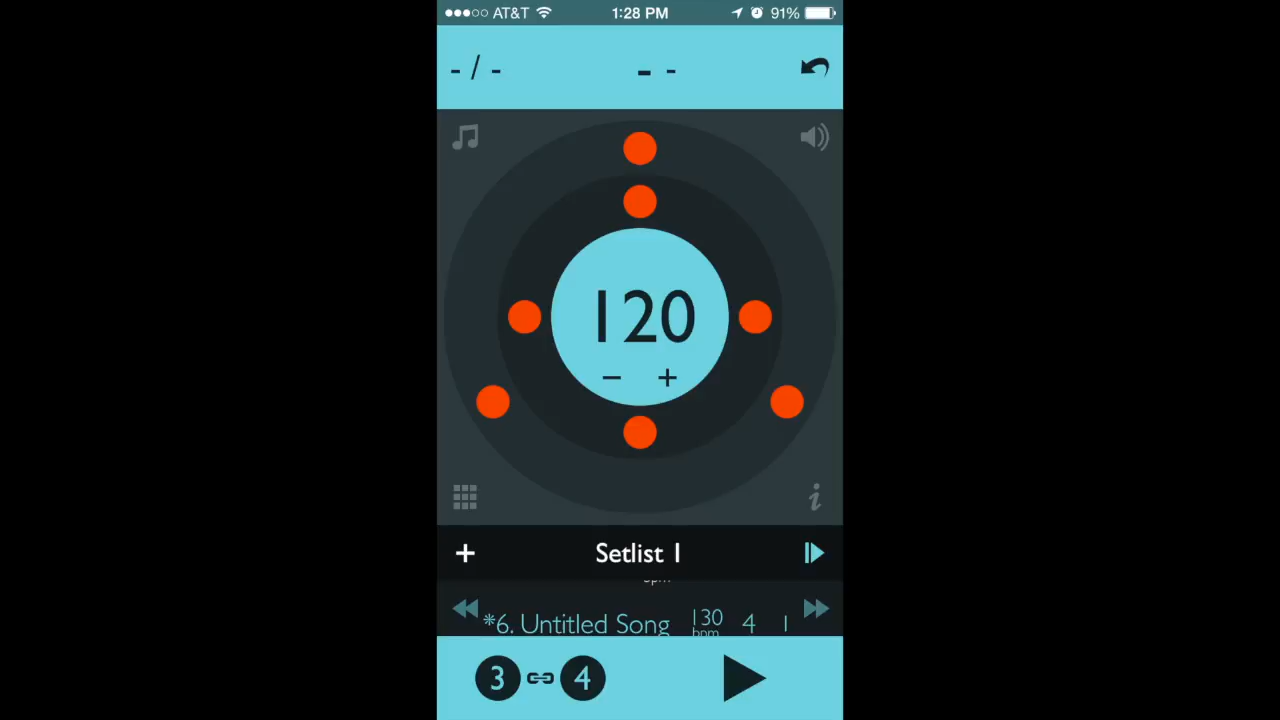 AT&T 1:28 PM 91%
- / - - -
120
− +
i
+ Setlist 1
*6. Untitled Song 130 bpm 4 1
3 4